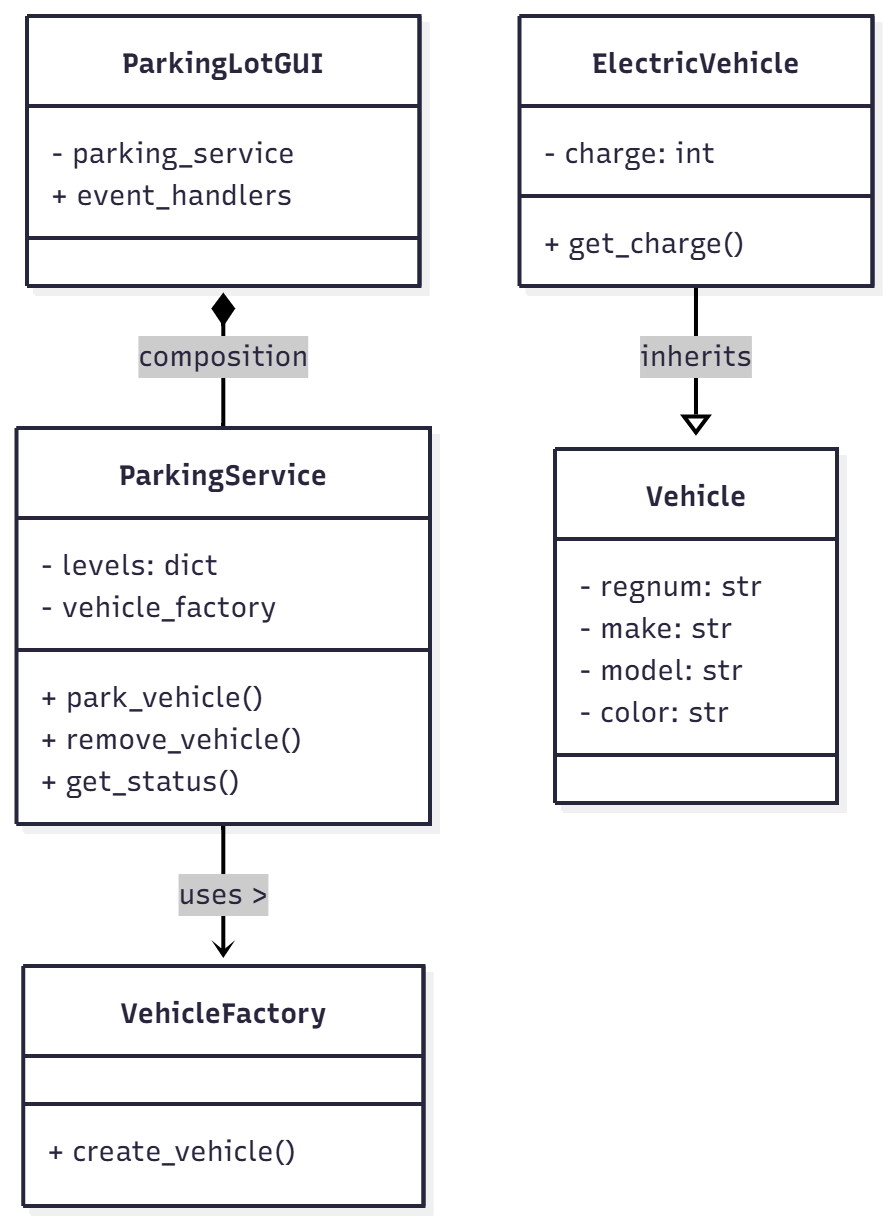 ParkingLotGUI
- parking_service
+ event_handlers
composition
ParkingService
- levels: dict
- vehicle_factory
+ park_vehicle()
+ remove_vehicle()
+ get_status()
uses >
VehicleFactory
+ create_vehicle()
ElectricVehicle
- charge: int
+ get_charge()
inherits
Vehicle
- regnum: str
- make: str
- model: str
- color: str